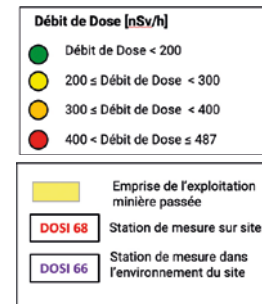 Débit de Dose [nSv/h]
Débit de Dose < 200
200 ≤ Débit de Dose < 300
300 ≤ Débit de Dose < 400
400 < Débit de Dose ≤ 487
Emprise de l'exploitation
minière passée
DOSI 68 Station de mesure sur site
Station de mesure dans
DOSI 66 l'environnement du site